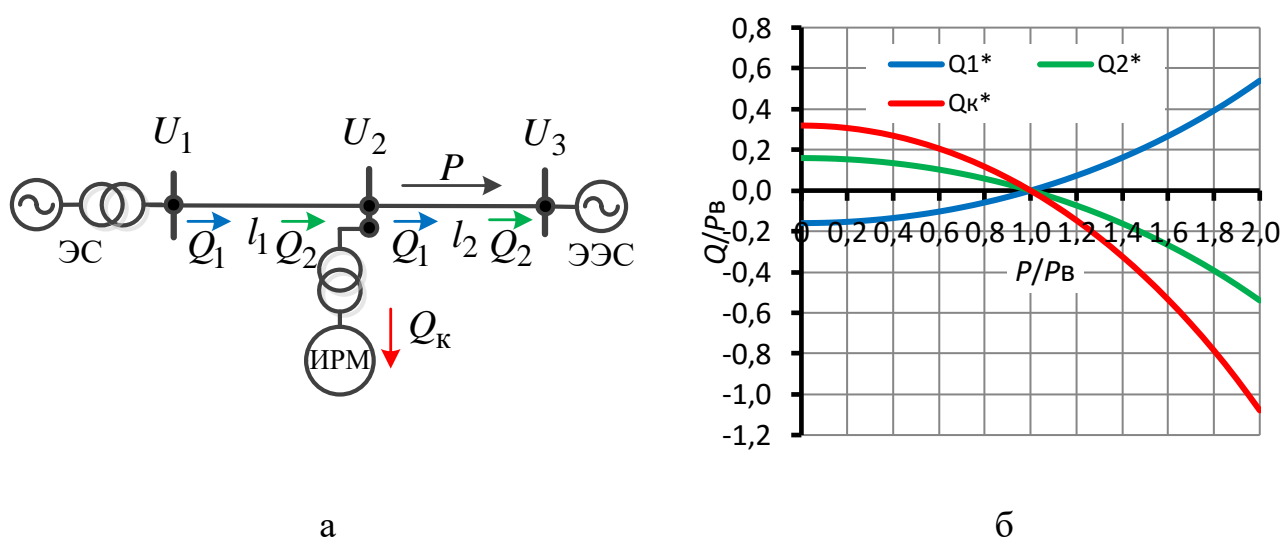 U1 U2 U3
P
ЭС Q1 l1 Q2 Q1 l2 Q2 ЭЭС
Qк
ИРМ
а
0,8
0,6
0,4
0,2
0,0
-0,2
-0,4
-0,6
-0,8
-1,0
-1,2
Q/Pв
Q1* Q2*
Qк*
0 0,2 0,4 0,6 0,8 1,0 1,2 1,4 1,6 1,8 2,0
P/Pв
б